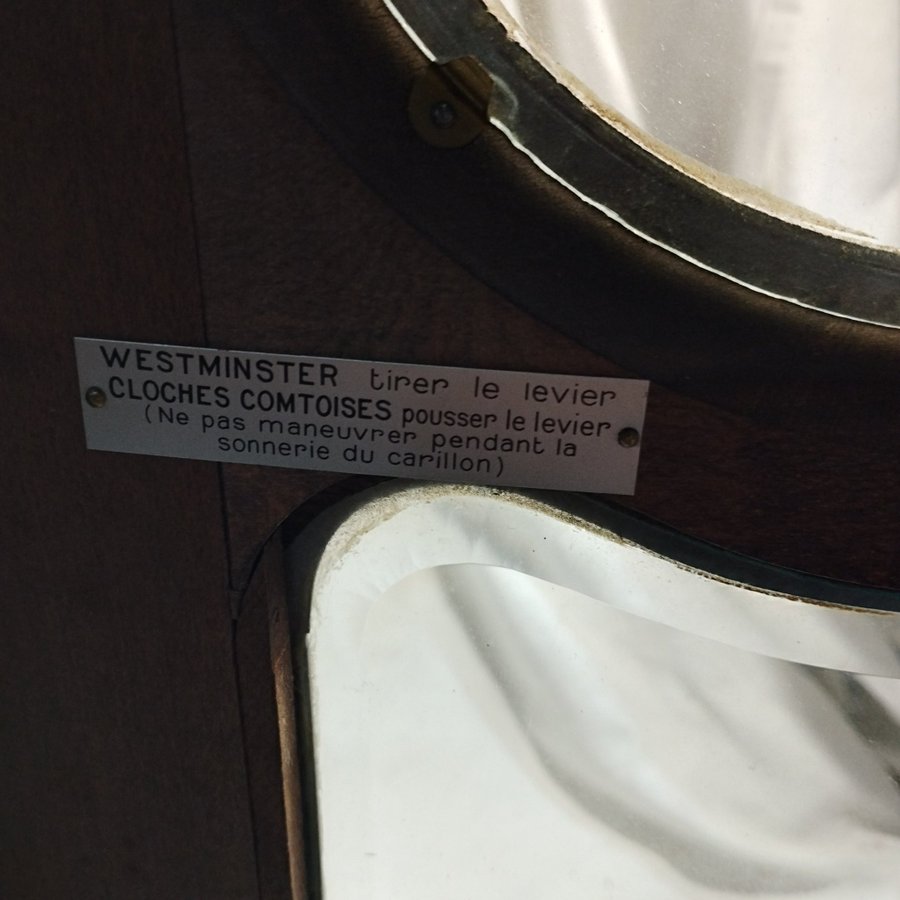 WESTMINSTER tirer le levier
CLOCHES COMTOISES pousser le levier
(Ne pas maneuvrer pendant la
sonnerie du carillon)